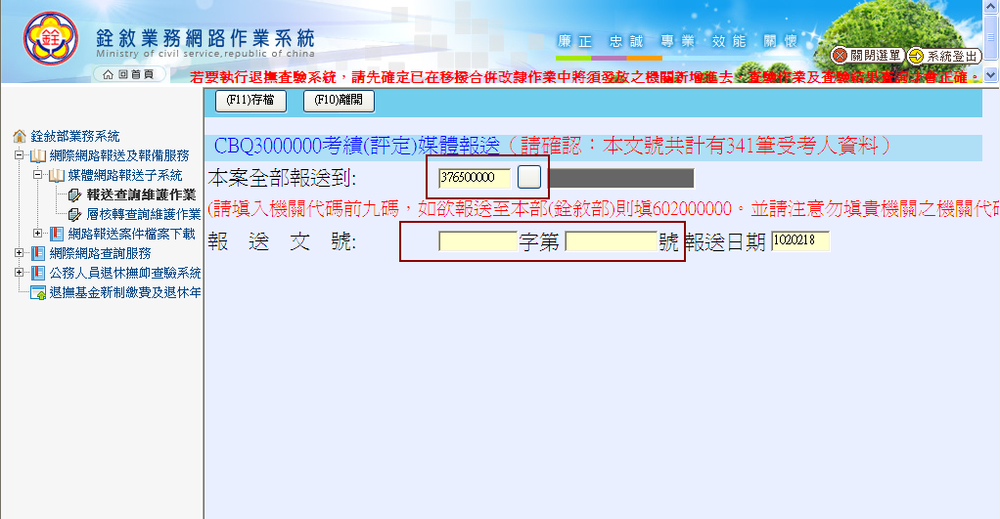 銓敘業務網路作業系統
Ministry of civil service,republic of china
廉正 忠誠 專業 效能 關懷
回首頁
關閉選單
系統登出
若要執行退撫查驗系統，請先確定已在移撥合併改隸作業中將須
之機關新增進去，查驗作業及查驗結果
會正確。
(F11)存檔
(F10)離開
銓敘部業務系統
網際網路報送及報備服務
媒體網路報送子系統
報送查詢維護作業
層核轉查詢維護作業
網路報送案件檔案下載
網際網路查詢服務
公務人員退休撫卹查驗系統
退撫基金新制繳費及退休年
CBQ3000000考績(評定)媒體報送（請確認：本文號共計有341筆受考人資料）
本案全部報送到: 376500000
(請填入機關代碼前九碼，如欲報送至本部(銓敘部)則填602000000。並請注意勿填貴機關之機關代碼
報 送 文 號: 字第 號 報送日期 1020218